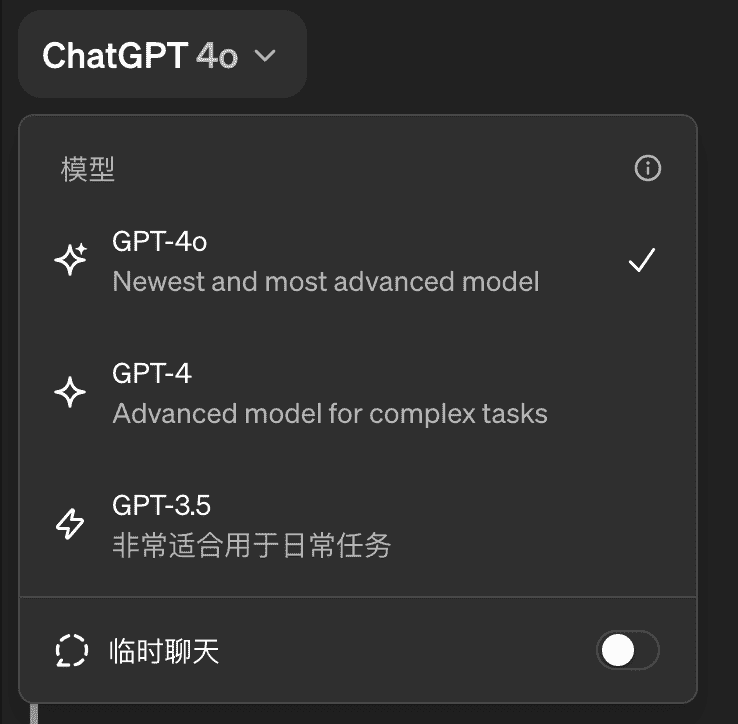 ChatGPT 4o
模型
GPT-4o
Newest and most advanced model
GPT-4
Advanced model for complex tasks
GPT-3.5
非常适合用于日常任务
临时聊天